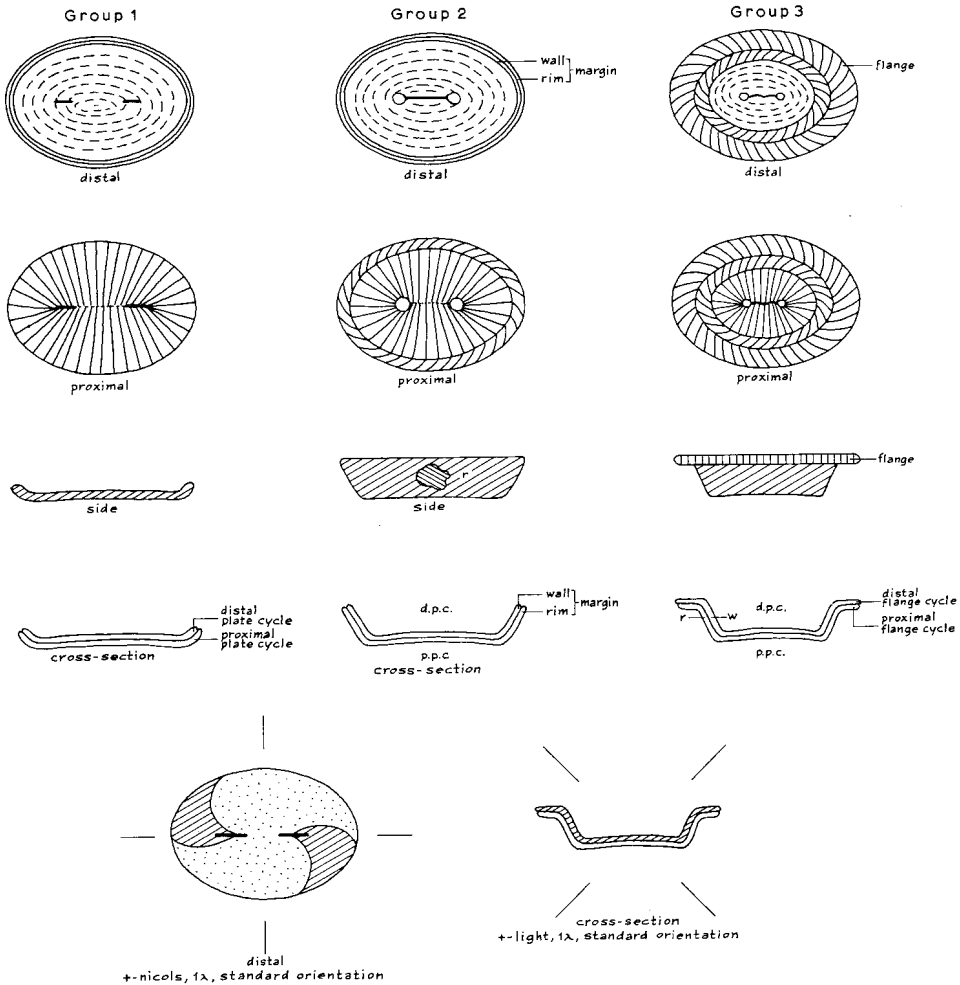 Group 1
Group 2
Group 3
wall
rim
margin
flange
distal
distal
distal
proximal
proximal
proximal
r
flange
side
side
distal
plate cycle
proximal
plate cycle
cross-section
d.p.c.
wall
rim
margin
p.p.c
cross-section
d.p.c.
r
w
distal
flange cycle
proximal
flange cycle
p.p.c.
distal
+-nicols, 1λ, standard orientation
cross-section
+-light, 1λ, standard orientation